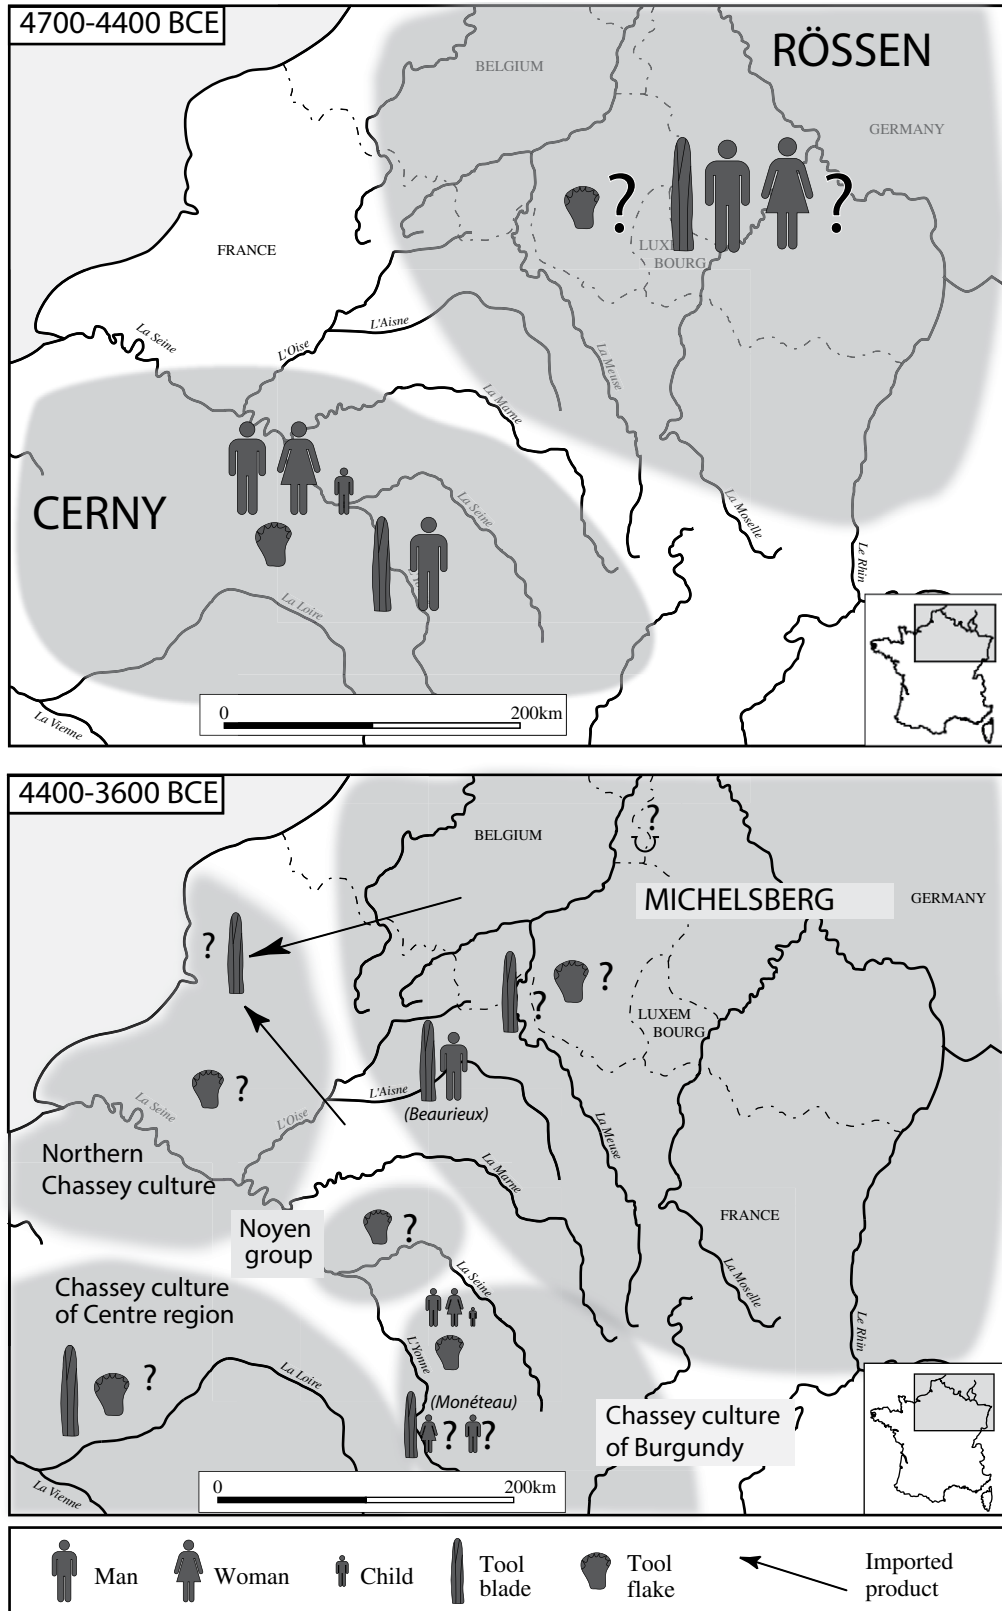 4700-4400 BCE
RÖSSEN
BELGIUM
GERMANY
?
?
FRANCE
LUXEM
BOURG
La Seine
L'Oise
L'Aisne
La Meuse
La Marne
CERNY
La Seine
La Moselle
Le Rhin
La Loire
La Vienne
0
200km
4400-3600 BCE
BELGIUM
?
MICHELSBERG
GERMANY
?
?
?
LUXEM
BOURG
?
L'Aisne
(Beaurieux)
La Seine
L'Oise
La Meuse
Northern
Chassey culture
La Marne
Noyen
group
?
FRANCE
Chassey culture
of Centre region
La Seine
La Moselle
L'Yonne
Le Rhin
?
La Loire
(Monéteau)
? ?
Chassey culture
of Burgundy
?
La Vienne
0
200km
Man
Woman
Child
Tool
blade
Tool
flake
Imported
product